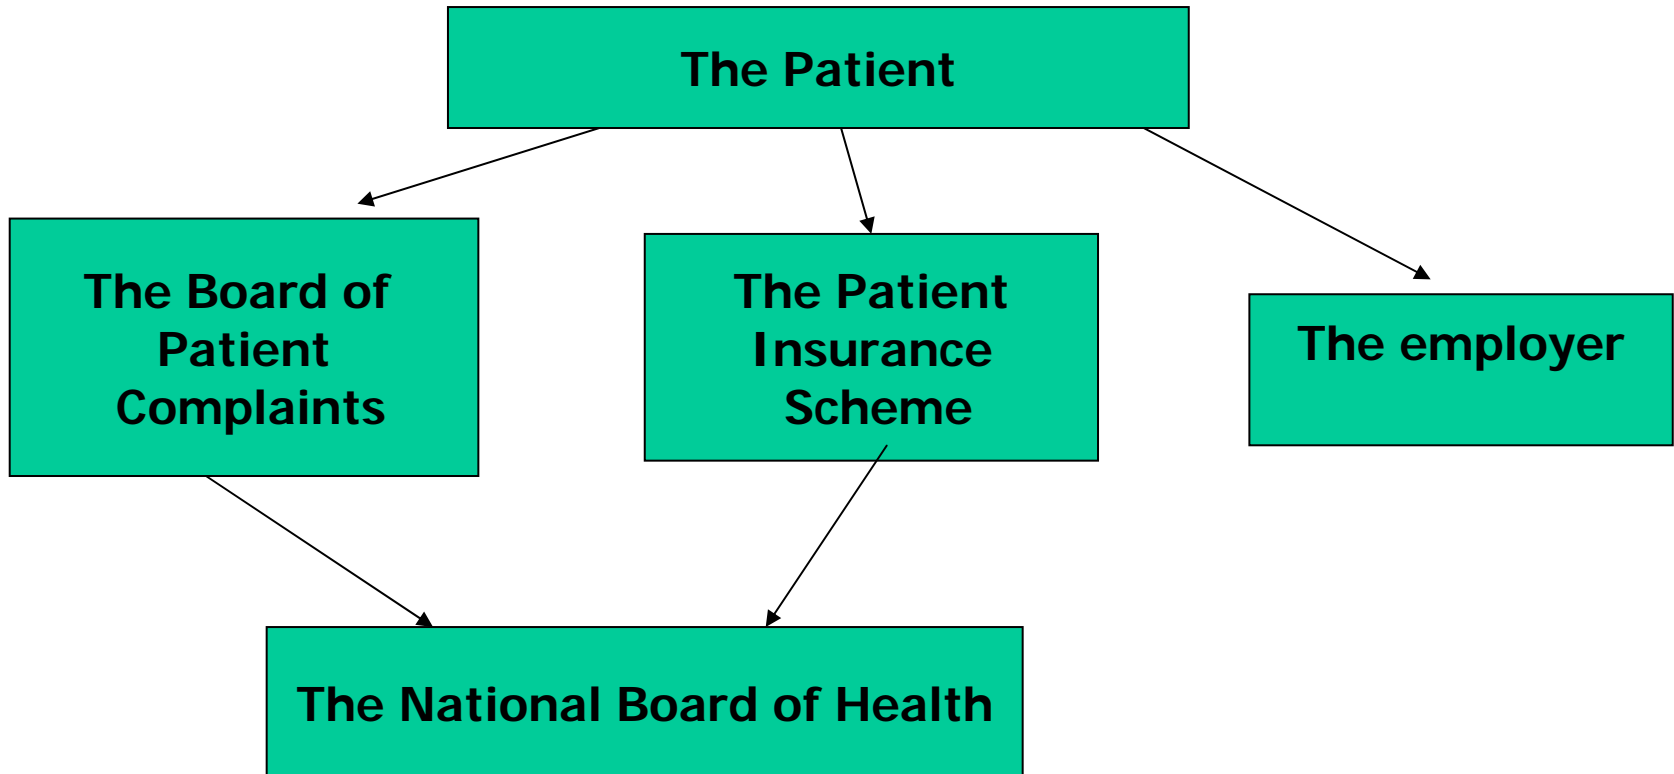 The Patient
The Board of
Patient
Complaints
The Patient
Insurance
Scheme
The employer
The National Board of Health